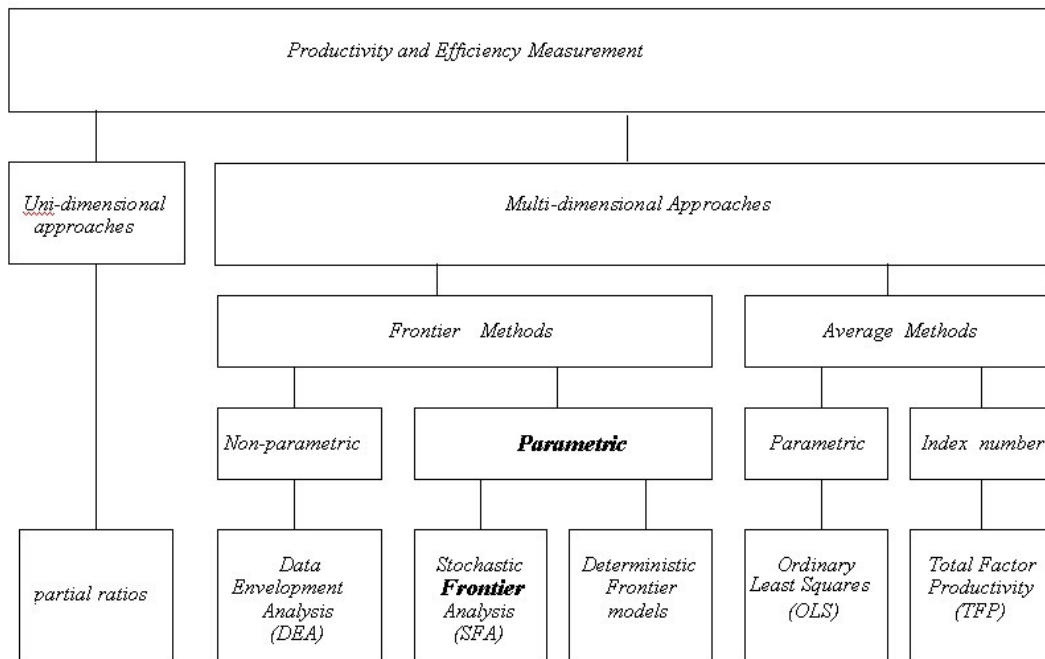 Productivity and Efficiency Measurement
Uni-dimensional
approaches
Multi-dimensional Approaches
Frontier Methods
Average Methods
Non-parametric
Parametric
Parametric
Index number
partial ratios
Data
Envelopment
Analysis
(DEA)
Stochastic
Frontier
Analysis
(SFA)
Deterministic
Frontier
models
Ordinary
Least Squares
(OLS)
Total Factor
Productivity
(TFP)